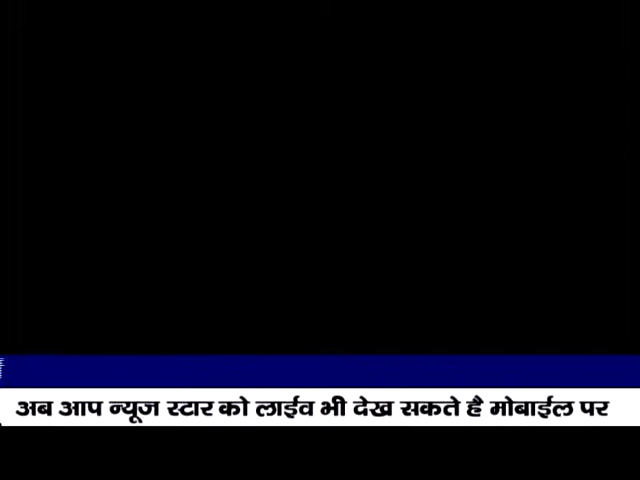 अब आप न्यूज स्टार को लाईव भी देख सकते है मोबाईल पर